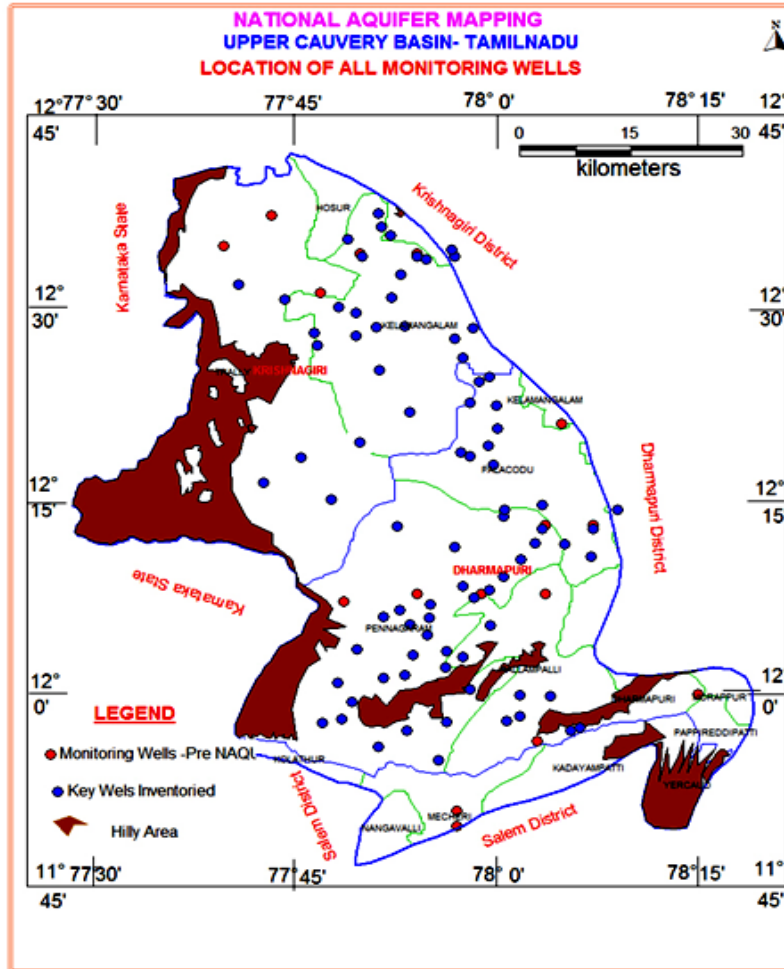 NATIONAL AQUIFER MAPPING
UPPER CAUVERY BASIN- TAMILNADU
LOCATION OF ALL MONITORING WELLS
N
12° 77° 30' 77° 45' 78° 0' 78° 15' 12°
45' 45'
0 15 30
kilometers
HOSUR
Krishnagiri District
Karnataka State
12° 12°
30' 30'
KELAMANGALAM
KRISHNAGIRI
KELAMANGALAM
PALACODU
Dharmapuri District
12° 12
15' 15'
Karnataka State
DHARMAPURI
PENNAGARAM
12° 12
0' 0'
DHARMAPURI
MORAPPUR
PAPPIREDDIPATTI
LEGEND
Monitoring Wells -Pre NAQL
Key Wels Inventoried
Hilly Area
KOLATHUR
KADAYAMPATTI
YERCAUD
Salem District
NANGAVALLI
MECHERI
Salem District
11° 77° 30' 77° 45' 78° 0' 78° 15' 11°
45' 45'